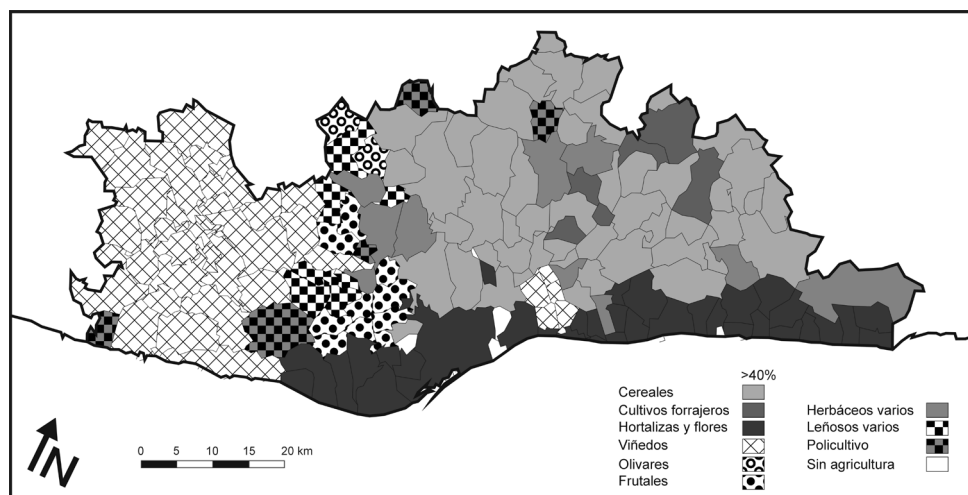 >40%
Cereales
Cultivos forrajeros
Hortalizas y flores
Viñedos
Olivares
Frutales
Herbáceos varios
Leñosos varios
Policultivo
Sin agricultura
N
0 5 10 15 20 km